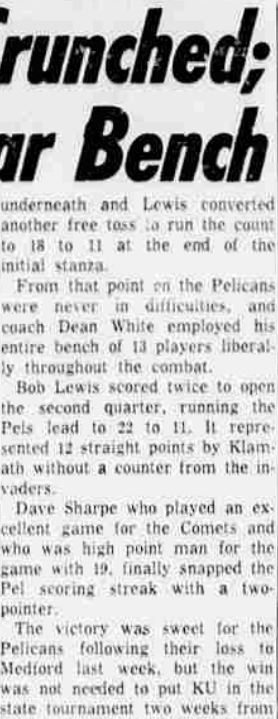 Crunched;
ar Bench
underneath and Lewis converted
another free toss to run the count
to 18 to 11 at the end of the
initial stanza.
From that point on the Pelicans
were never in difficulties, and
coach Dean White employed his
entire bench of 13 players liberal-
ly throughout the combat.
Bob Lewis scored twice to open
the second quarter, running the
Pels lead to 22 to 11. It repre-
sented 12 straight points by Klam-
ath without a counter from the in-
vaders.
Dave Sharpe who played an ex-
cellent game for the Comets and
who was high point man for the
game with 19, finally snapped the
Pel scoring streak with a two-
pointer.
The victory was sweet for the
Pelicans following their loss to
Medford last week, but the win
was not needed to put KU in the
state tournament two weeks from